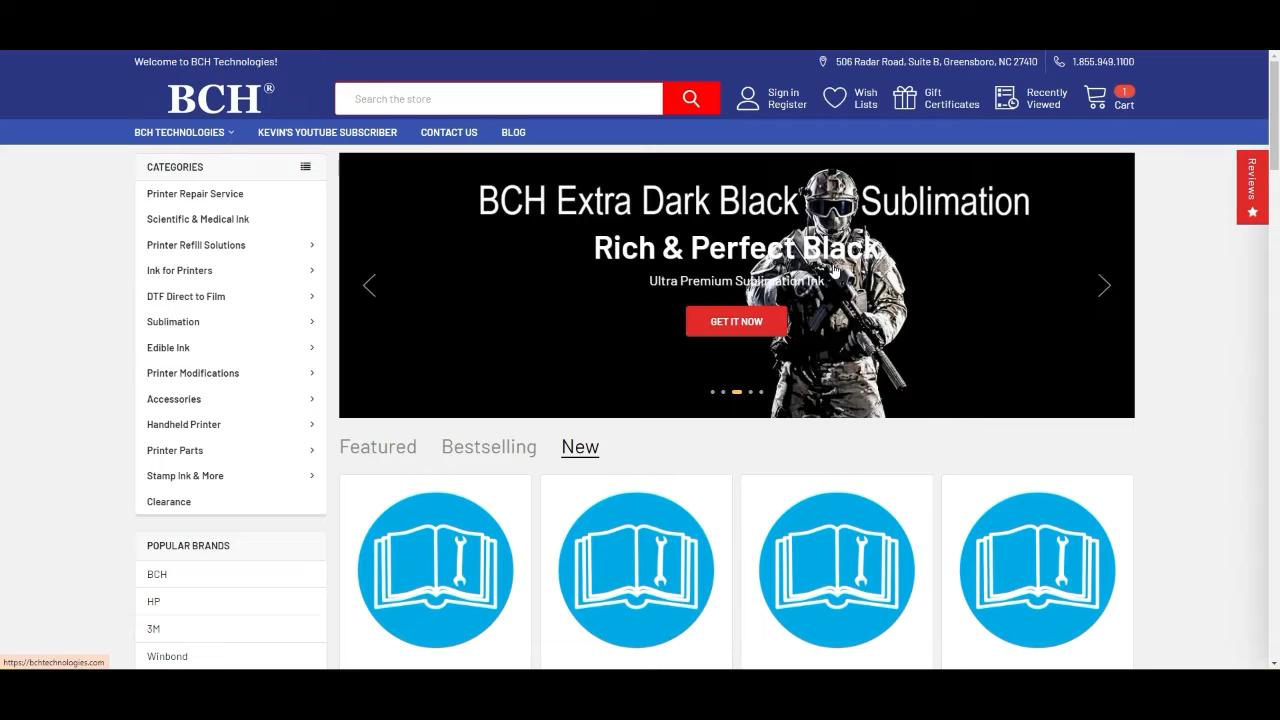 Welcome to BCH Technologies!
506 Radar Road, Suite B, Greensboro, NC 27410
1.855.949.1100
BCH®
Search the store
Sign in
Register
Wish
Lists
Gift
Certificates
Recently
Viewed
1
Cart
BCH TECHNOLOGIES
KEVIN'S YOUTUBE SUBSCRIBER
CONTACT US
BLOG
CATEGORIES
Printer Repair Service
Scientific & Medical Ink
Printer Refill Solutions
Ink for Printers
DTF Direct to Film
Sublimation
Edible Ink
Printer Modifications
Accessories
Handheld Printer
Printer Parts
Stamp Ink & More
Clearance
POPULAR BRANDS
BCH
HP
3M
Winbond
BCH Extra Dark Black Sublimation
Rich & Perfect Black
Ultra Premium Sublimation Ink
GET IT NOW
Reviews
Featured
Bestselling
New
https://bchtechnologies.com